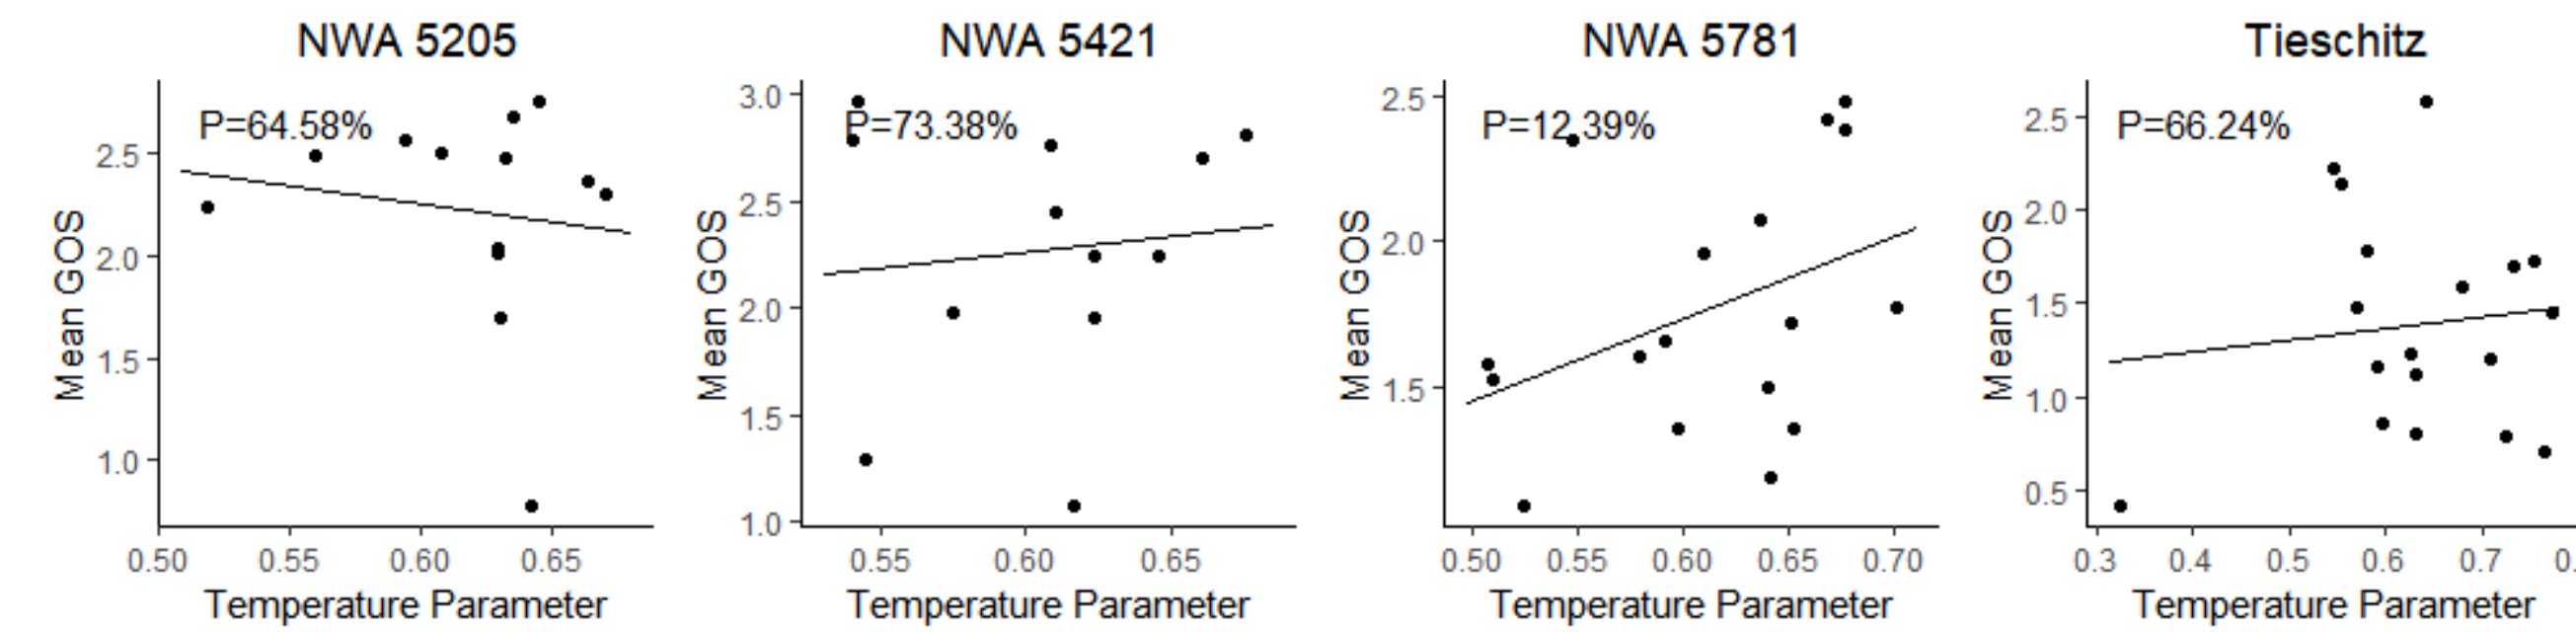 NWA 5205
P=64.58%
2.5
2.0
1.5
1.0
Mean GOS
0.50 0.55 0.60 0.65
Temperature Parameter
NWA 5421
P=73.38%
3.0
2.5
2.0
1.5
1.0
Mean GOS
0.55 0.60 0.65
Temperature Parameter
NWA 5781
P=12.39%
2.5
2.0
1.5
Mean GOS
0.50 0.55 0.60 0.65 0.70
Temperature Parameter
Tieschitz
P=66.24%
2.5
2.0
1.5
1.0
0.5
Mean GOS
0.3 0.4 0.5 0.6 0.7
Temperature Parameter